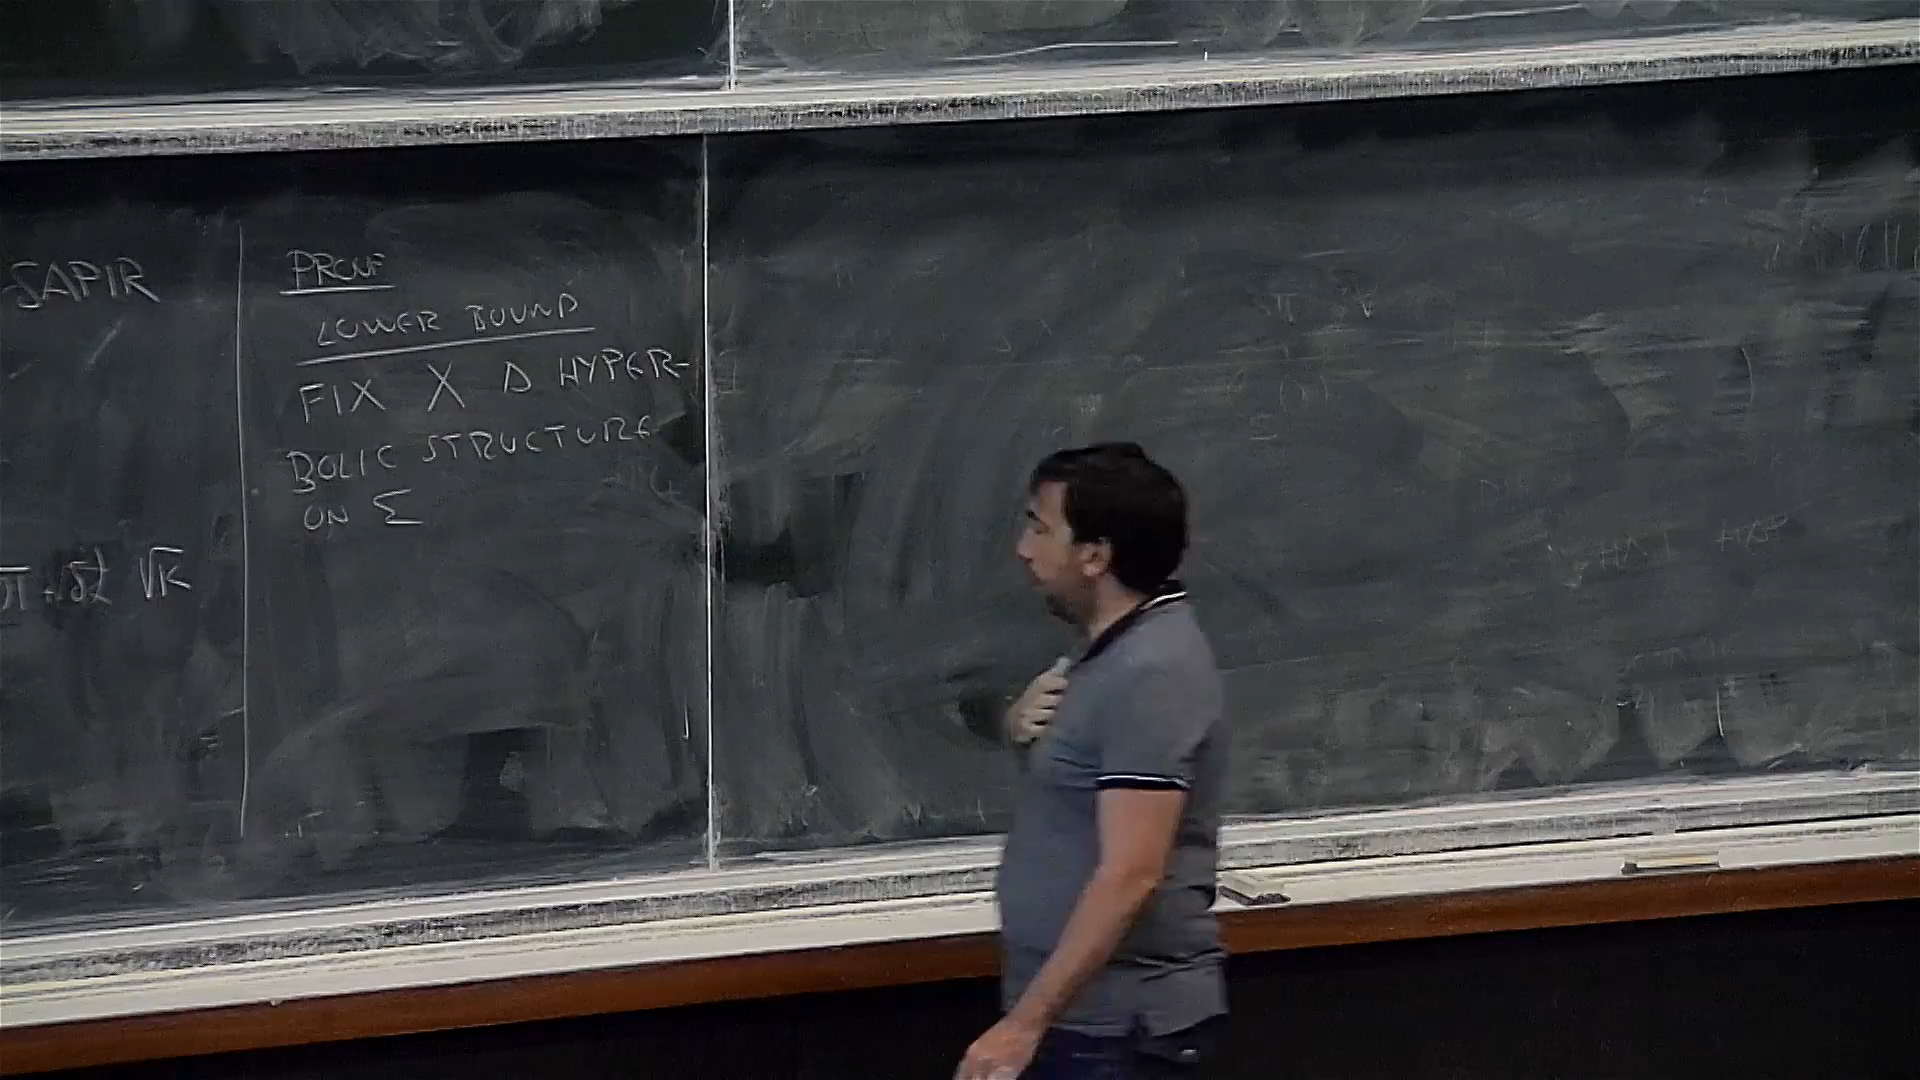 -SAPIR
√K
PROOF
LOWER BOUND
FIX X A HYPER-
BOLIC STRUCTURE
ON Σ